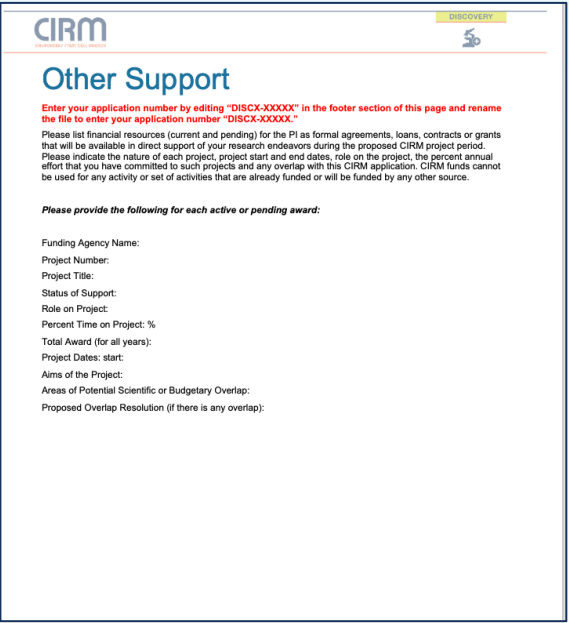 CIRM
CALIFORNIA'S STEM CELL AGENCY
DISCOVERY
Other Support
Enter your application number by editing “DISCX-XXXXX” in the footer section of this page and rename
the file to enter your application number “DISCX-XXXXX.”
Please list financial resources (current and pending) for the PI as formal agreements, loans, contracts or grants
that will be available in direct support of your research endeavors during the proposed CIRM project period.
Please indicate the nature of each project, project start and end dates, role on the project, the percent annual
effort that you have committed to such projects and any overlap with this CIRM application. CIRM funds cannot
be used for any activity or set of activities that are already funded or will be funded by any other source.
Please provide the following for each active or pending award:
Funding Agency Name:
Project Number:
Project Title:
Status of Support:
Role on Project:
Percent Time on Project: %
Total Award (for all years):
Project Dates: start:
Aims of the Project:
Areas of Potential Scientific or Budgetary Overlap:
Proposed Overlap Resolution (if there is any overlap):